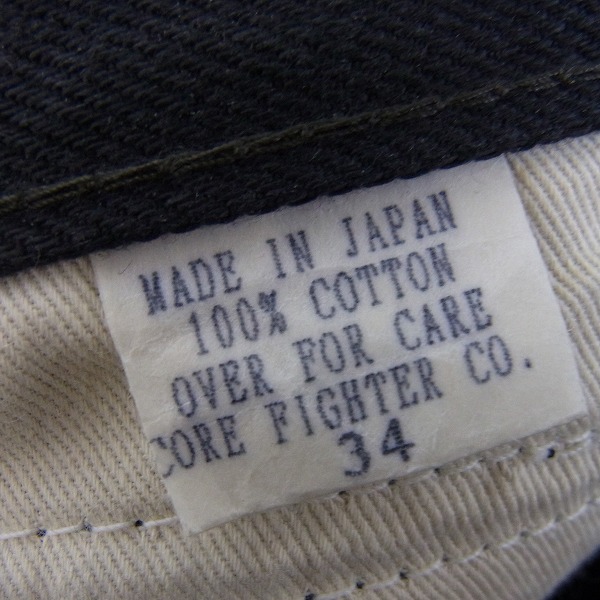 MADE IN JAPAN
100% COTTON
OVER FOR CARE
CORE FIGHTER CO.
34